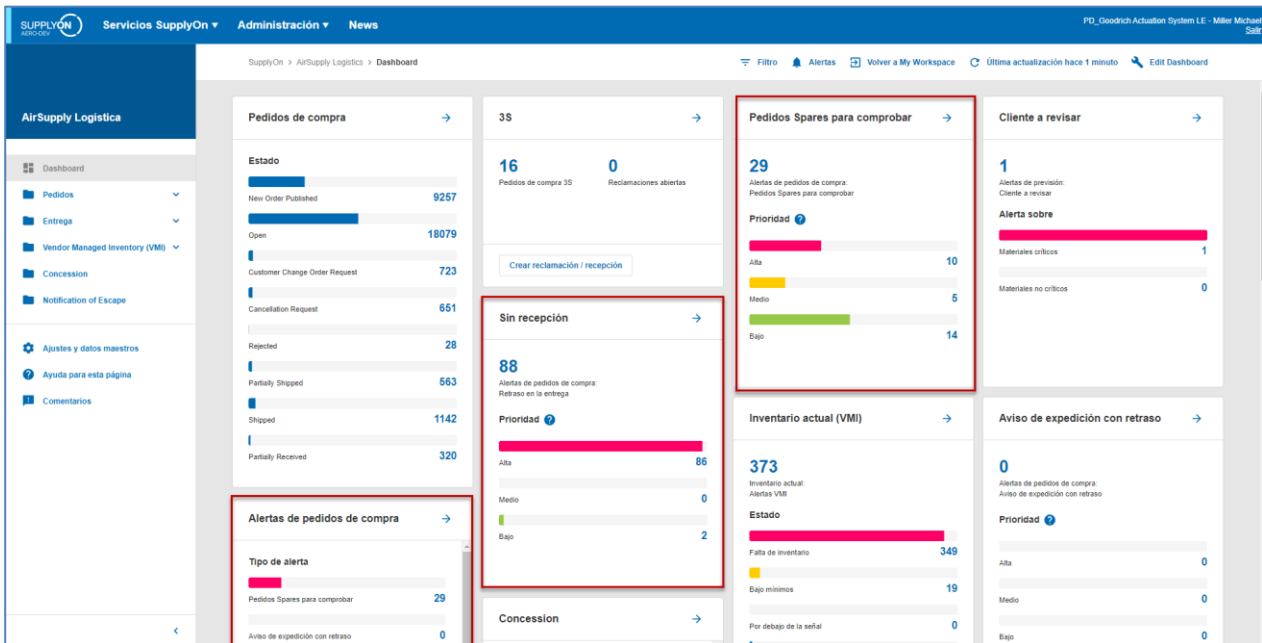 SUPPLYON
AERO-DEV
Servicios SupplyOn
Administración
News
PD_Goodrich Actuation System LE - Miller Michael
Salir
SupplyOn > AirSupply Logistics > Dashboard
Filtro
Alertas
Volver a My Workspace
Última actualización hace 1 minuto
Edit Dashboard
AirSupply Logistica
Dashboard
Pedidos
Entrega
Vendor Managed Inventory (VMI)
Concession
Notification of Escape
Ajustes y datos maestros
Ayuda para esta página
Comentarios
Pedidos de compra
Estado
New Order Published 9257
Open 18079
Customer Change Order Request 723
Cancellation Request 651
Rejected 28
Partially Shipped 563
Shipped 1142
Partially Received 320
Alertas de pedidos de compra
Tipo de alerta
Pedidos Spares para comprobar 29
Aviso de expedición con retraso 0
3S
16 0
Pedidos de compra 3S Reclamaciones abiertas
Crear reclamación / recepción
Sin recepción
88
Alertas de pedidos de compra:
Retraso en la entrega
Prioridad ?
Alta 86
Medio 0
Bajo 2
Concession
Pedidos Spares para comprobar
29
Alertas de pedidos de compra:
Pedidos Spares para comprobar
Prioridad ?
Alta 10
Medio 5
Bajo 14
Inventario actual (VMI)
373
Inventario actual:
Alertas VMI
Estado
Falta de inventario 349
Bajo mínimos 19
Por debajo de la señal 0
Cliente a revisar
1
Alertas de previsión:
Cliente a revisar
Alerta sobre
Materiales críticos 1
Materiales no críticos 0
Aviso de expedición con retraso
0
Alertas de pedidos de compra:
Aviso de expedición con retraso
Prioridad ?
Alta 0
Medio 0
Bajo 0